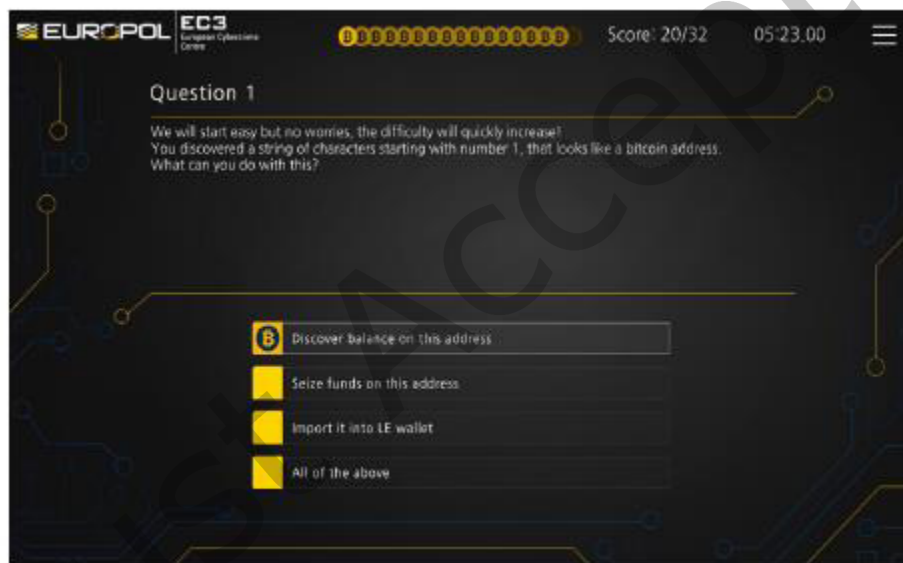 EUROPOL
EC3
European Cybercrime
Centre
Score: 20/32
05:23.00
Question 1
We will start easy but no worries, the difficulty will quickly increase!
You discovered a string of characters starting with number 1, that looks like a bitcoin address.
What can you do with this?
Discover balance on this address
Seize funds on this address
Import it into LE wallet
All of the above